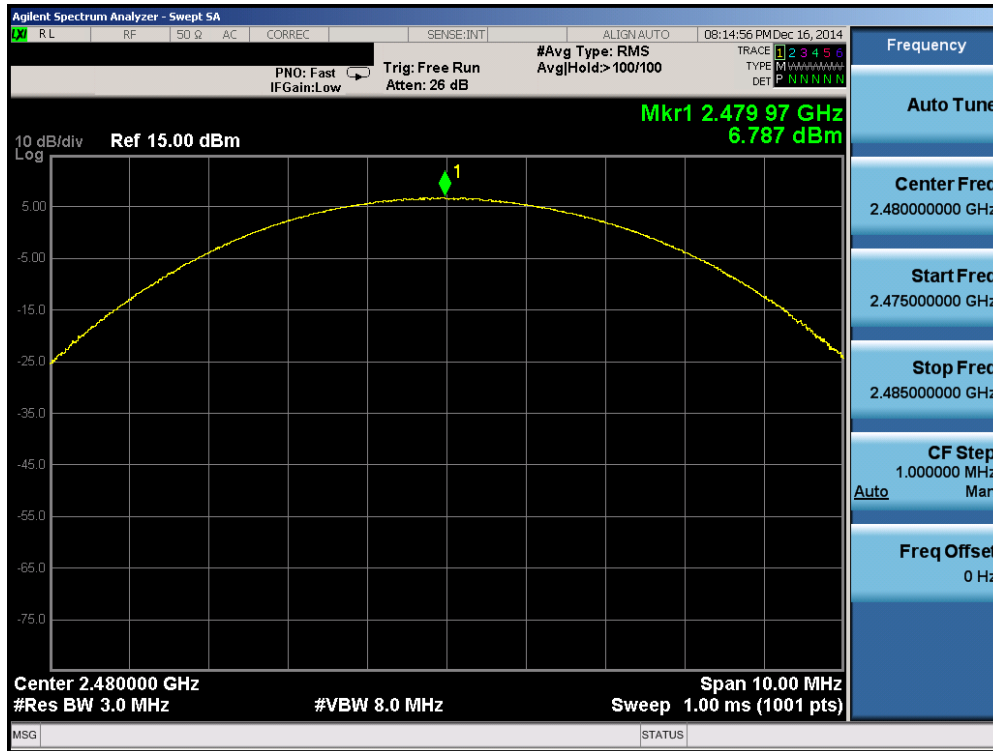 Agilent Spectrum Analyzer - Swept SA
LXI RL RF 50 Ω AC CORREC SENSE:INT ALIGN AUTO 08:14:56 PM Dec 16, 2014
PNO: Fast
IFGain:Low
Trig: Free Run
Atten: 26 dB
#Avg Type: RMS
Avg|Hold:> 100/100
TRACE 1 2 3 4 5 6
TYPE M
DET P N N N N N
Mkr1 2.479 97 GHz
6.787 dBm
10 dB/div
Log
Ref 15.00 dBm
1
5.00
-5.00
-15.0
-25.0
-35.0
-45.0
-55.0
-65.0
-75.0
Center 2.480000 GHz
Span 10.00 MHz
#Res BW 3.0 MHz
#VBW 8.0 MHz
Sweep 1.00 ms (1001 pts)
MSG
STATUS
Frequency
Auto Tune
Center Freq
2.480000000 GHz
Start Freq
2.475000000 GHz
Stop Freq
2.485000000 GHz
CF Step
1.000000 MHz
Auto Man
Freq Offset
0 Hz